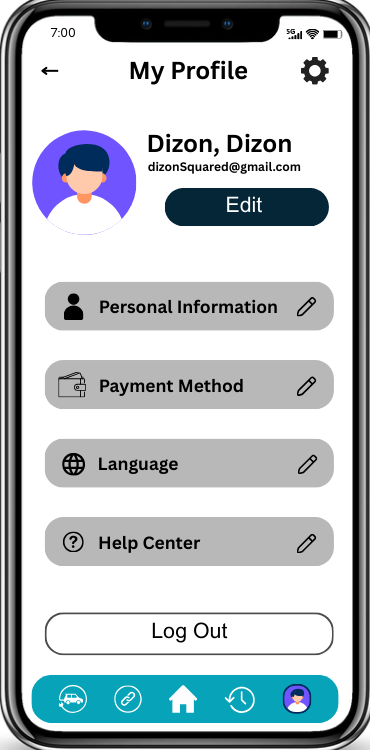 7:00
5G
My Profile
Dizon, Dizon
dizonSquared@gmail.com
Edit
Personal Information
Payment Method
Language
Help Center
Log Out